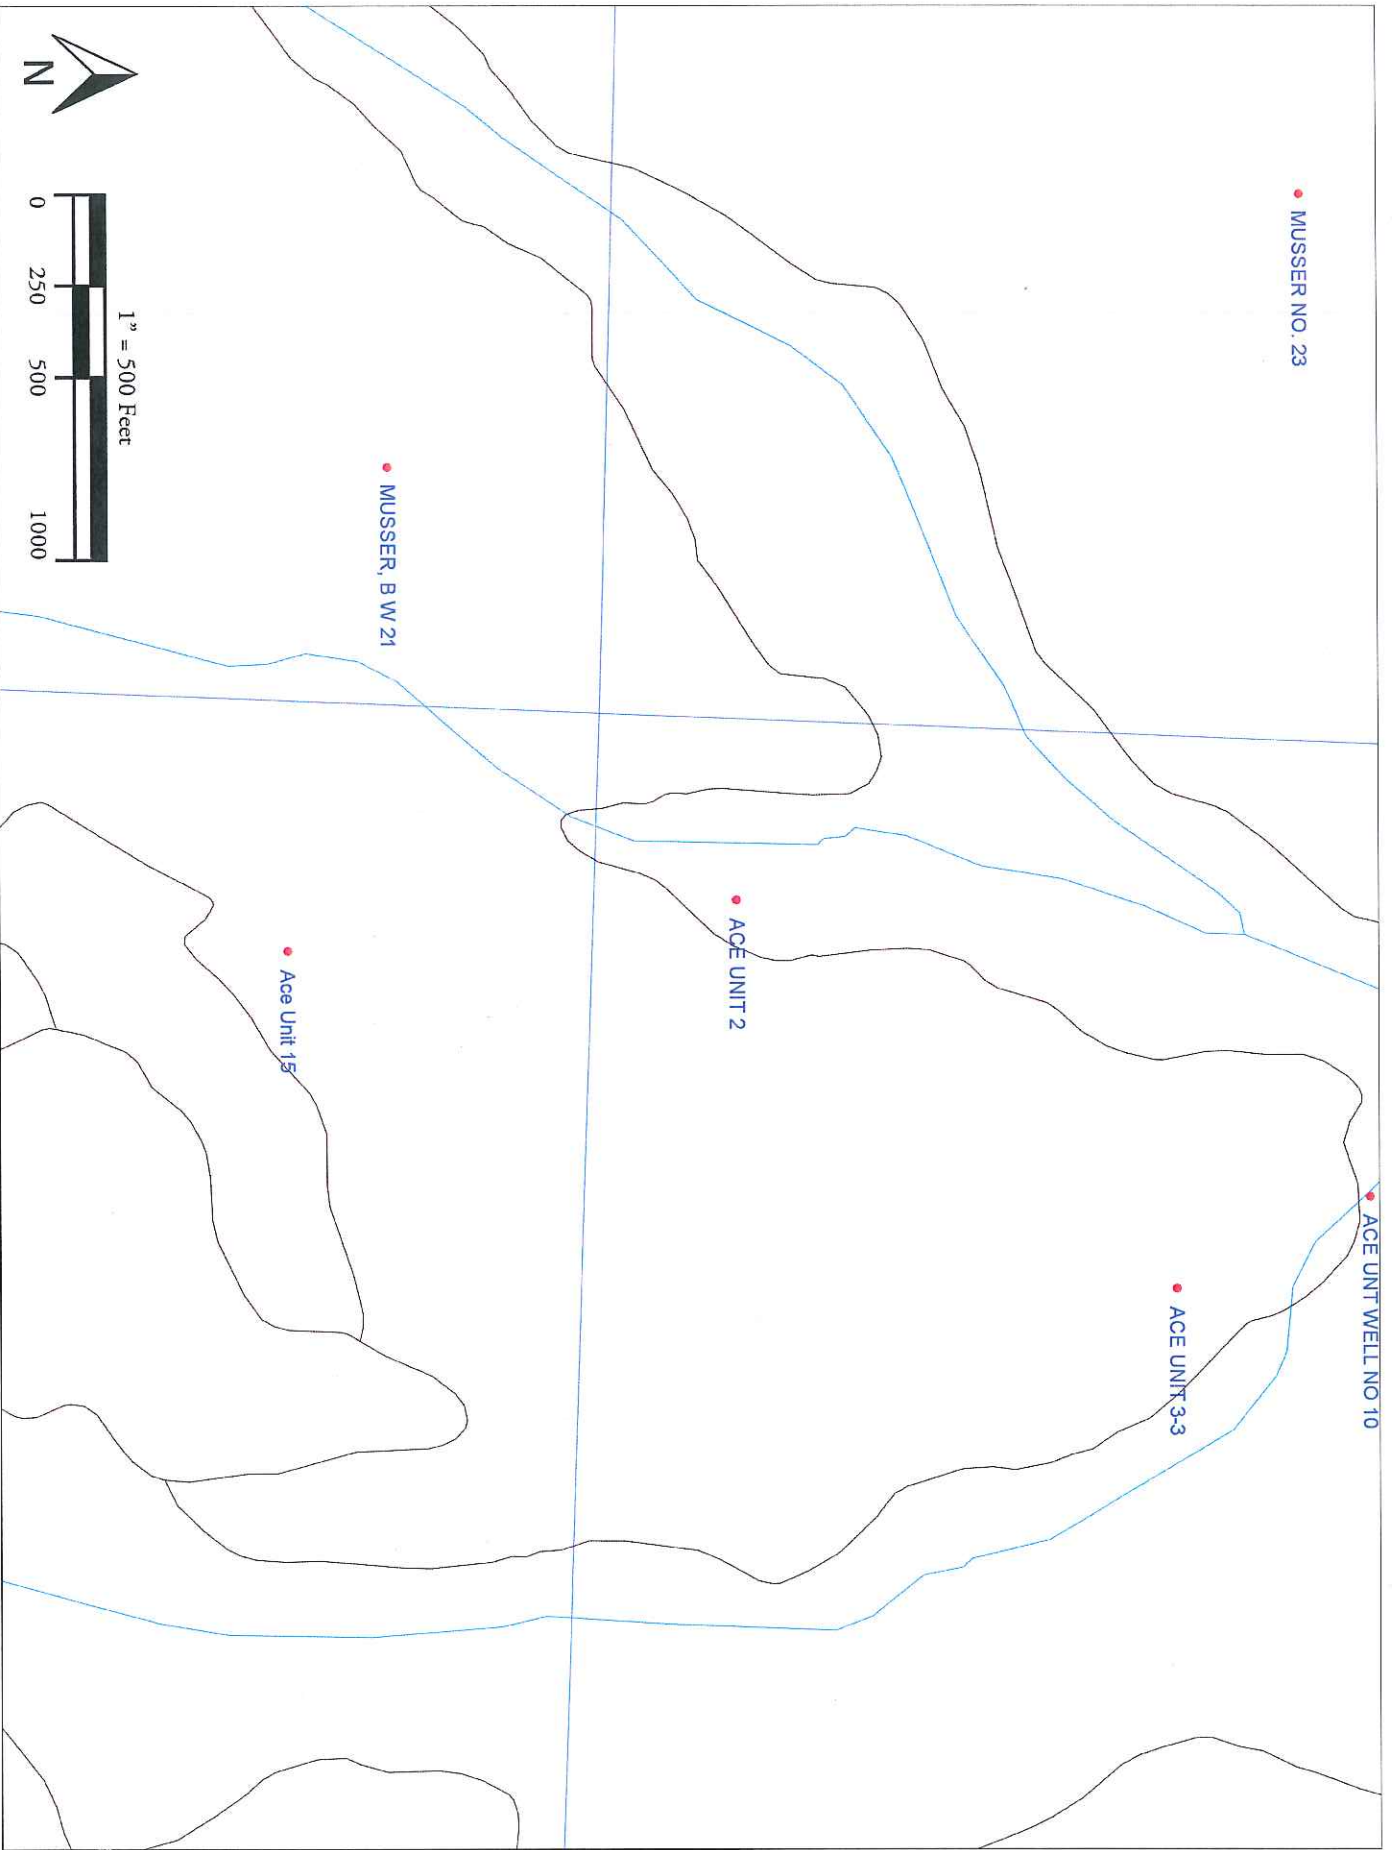 MUSSER NO. 23
ACE UNT WELL NO 10
ACE UNIT 3-3
ACE UNIT 2
MUSSER, B W 21
Ace Unit 15
1” = 500 Feet
0 250 500 1000
N